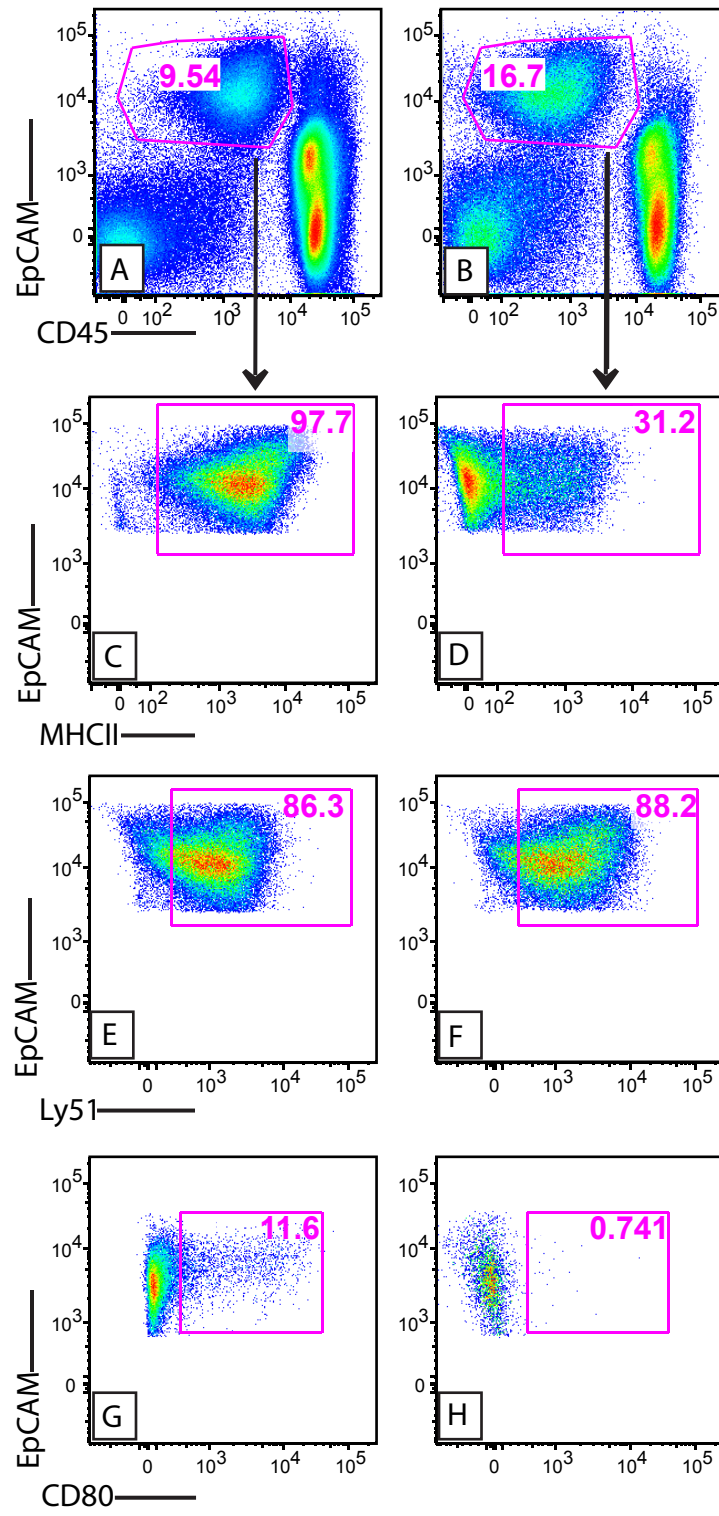 10⁵ 10⁵
9.54 16.7
10⁴ 10⁴
10³ 10³
0 0
A B
EpCAM
0 10² 10³ 10⁴ 10⁵ 0 10² 10³ 10⁴ 10⁵
CD45
10⁵ 97.7 10⁵ 31.2
10⁴ 10⁴
10³ 10³
0 0
C D
EpCAM
0 10² 10³ 10⁴ 10⁵ 0 10² 10³ 10⁴ 10⁵
MHCII
10⁵ 86.3 10⁵ 88.2
10⁴ 10⁴
10³ 10³
0 0
E F
EpCAM
0 10³ 10⁴ 10⁵ 0 10³ 10⁴ 10⁵
Ly51
10⁵ 10⁵
11.6 0.741
10⁴ 10⁴
10³ 10³
0 0
G H
EpCAM
0 10³ 10⁴ 10⁵ 0 10³ 10⁴ 10⁵
CD80